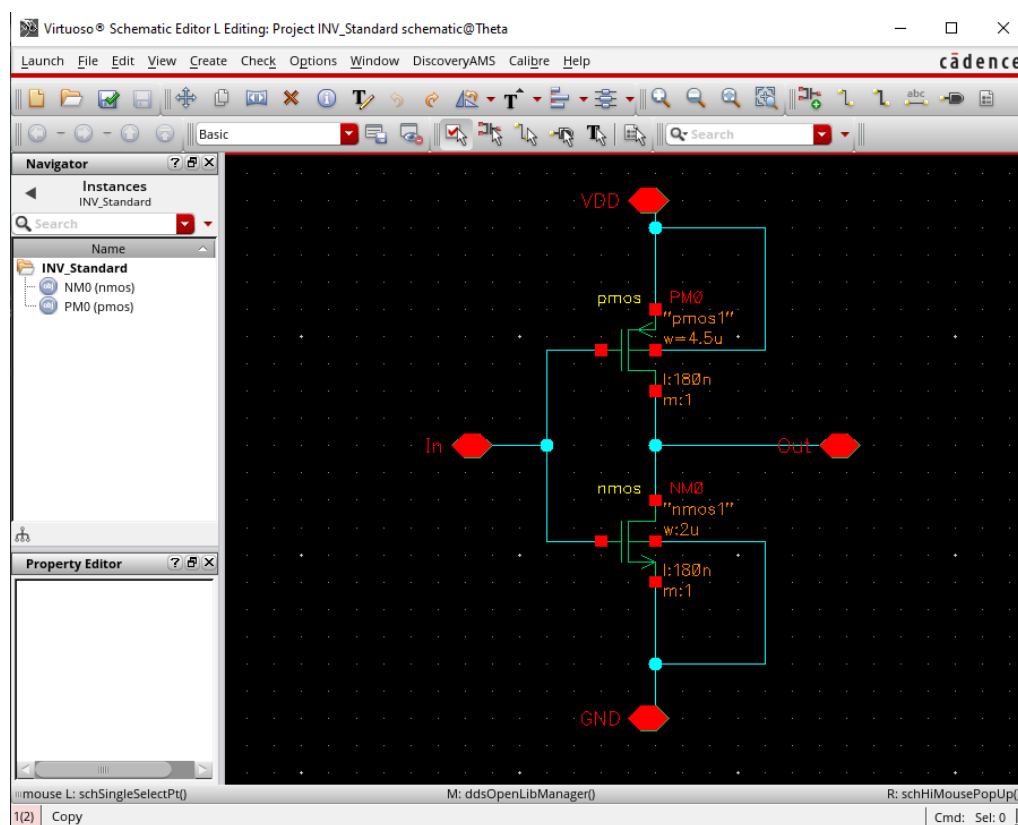 Virtuoso® Schematic Editor L Editing: Project INV_Standard schematic@Theta
Launch File Edit View Create Check Options Window DiscoveryAMS Calibre Help
cādence
abc
Basic
Search
Navigator
Instances
INV_Standard
Search
Name
INV_Standard
NM0 (nmos)
PM0 (pmos)
Property Editor
VDD
pmos PM0
"pmos1"
w=4.5u
l:180n
m:1
In
Out
nmos NM0
"nmos1"
w:2u
l:180n
m:1
GND
mouse L: schSingleSelectPt() M: ddsOpenLibManager() R: schHiMousePopUp(
1(2) Copy Cmd: Sel: 0